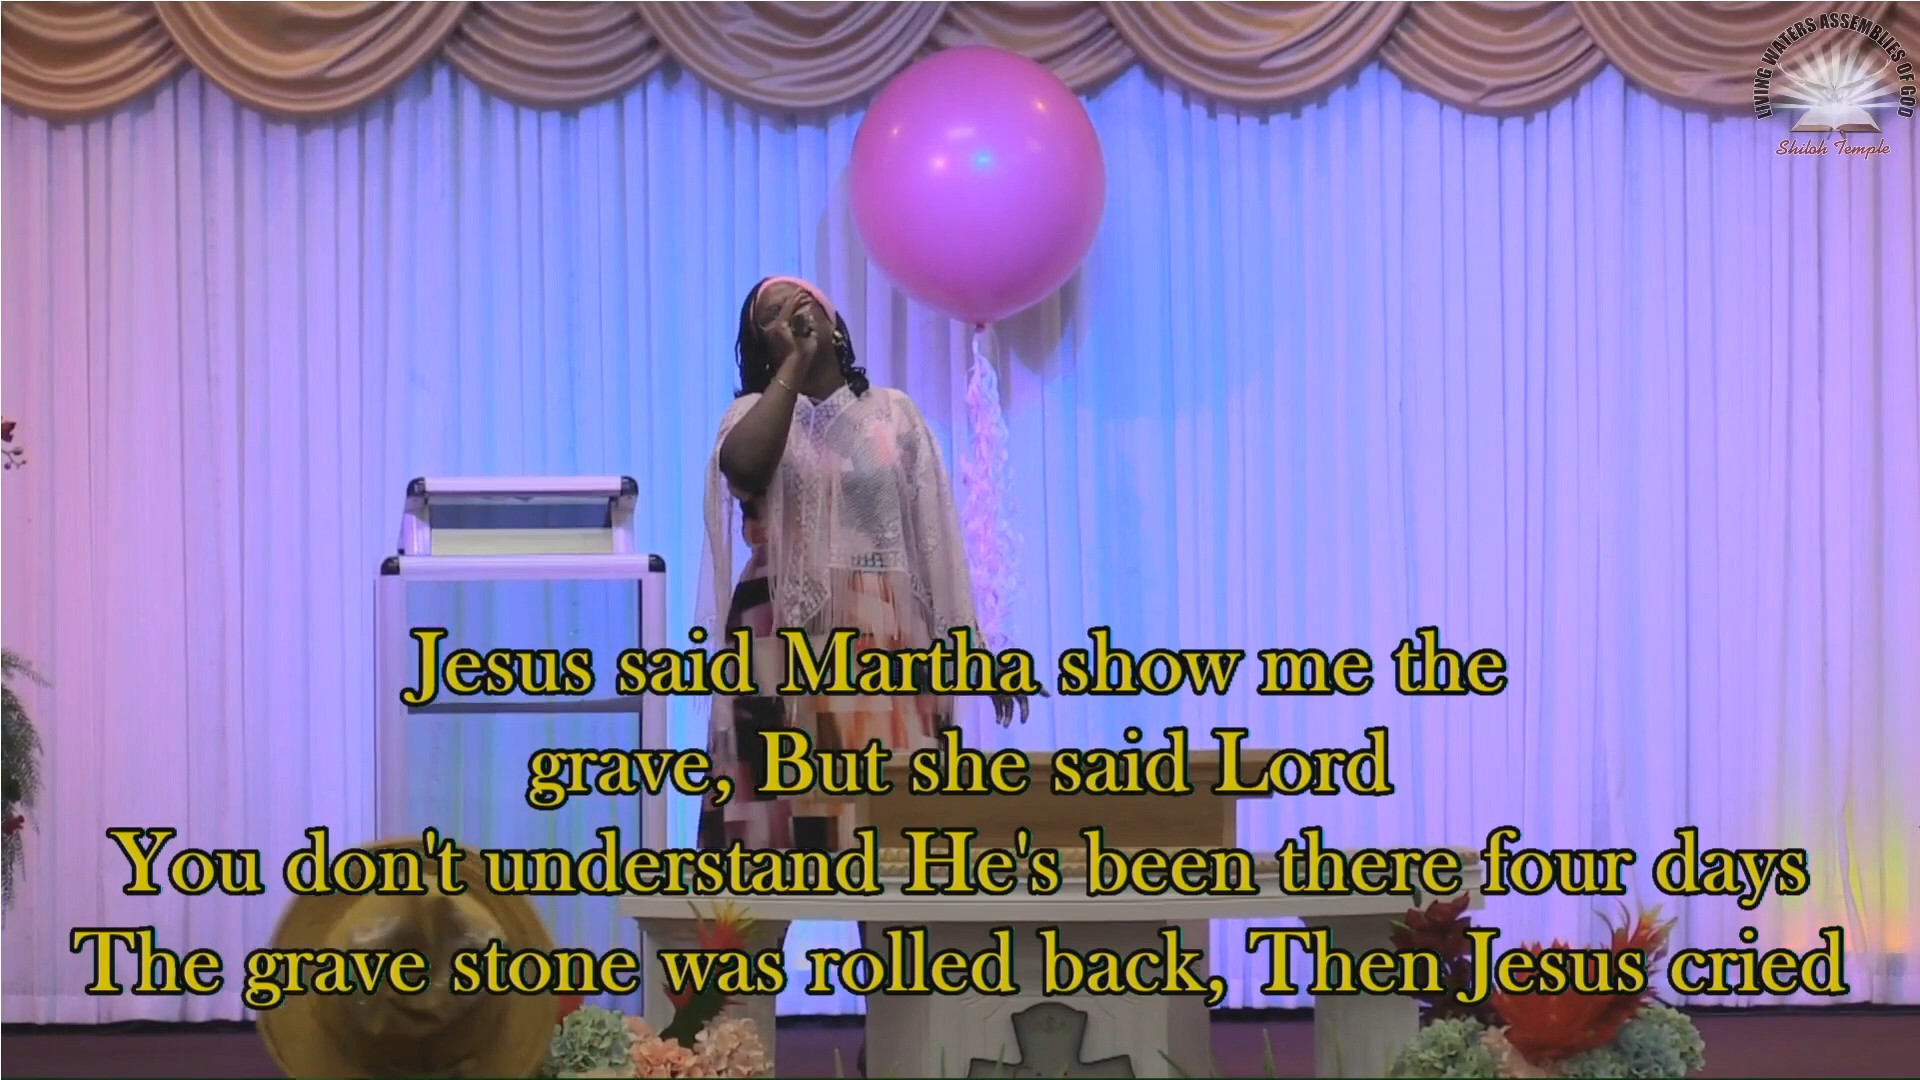 LIVING WATERS ASSEMBLIES OF GOD
Shiloh Temple
Jesus said Martha show me the
grave, But she said Lord
You don't understand He's been there four days
The grave stone was rolled back, Then Jesus cried